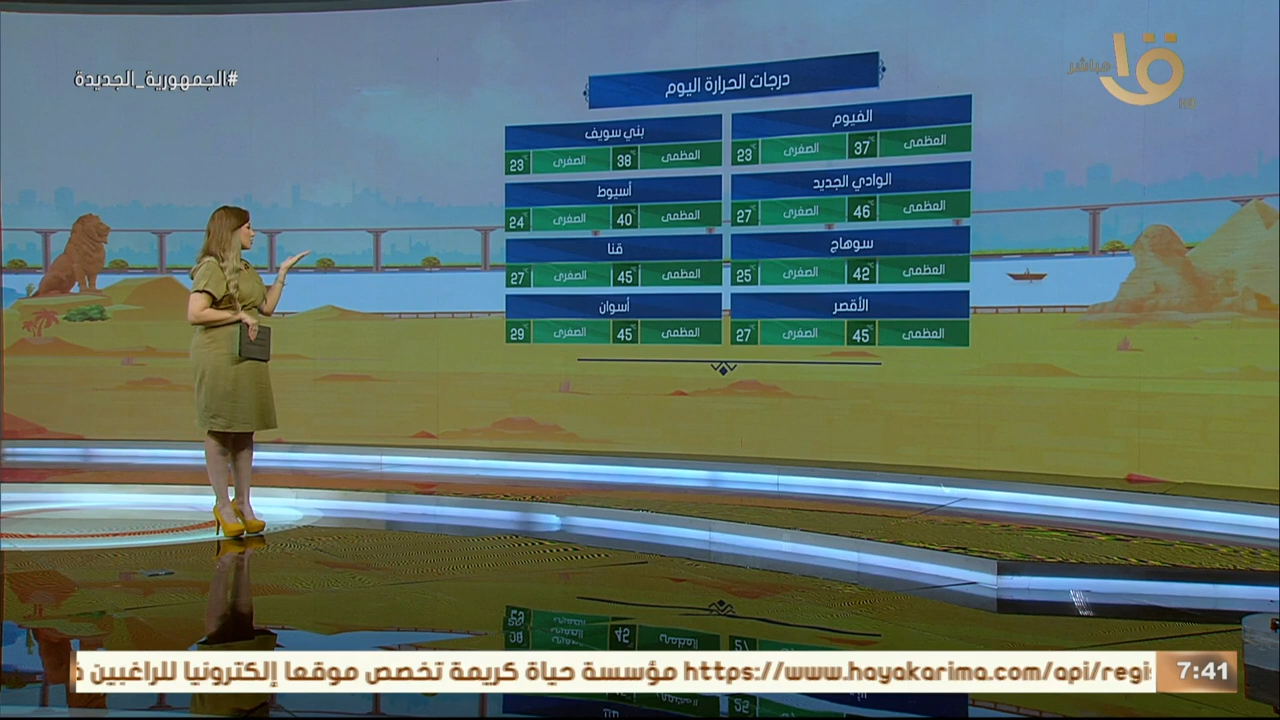 #الجمهورية_الجديدة
مباشر
HD
درجات الحرارة اليوم
الفيوم
العظمى 37°c الصغرى 23°c
بني سويف
العظمى 38°c الصغرى 23°c
الوادي الجديد
العظمى 46°c الصغرى 27°c
أسيوط
العظمى 40°c الصغرى 24°c
سوهاج
العظمى 42°c الصغرى 25°c
قنا
العظمى 45°c الصغرى 27°c
الأقصر
العظمى 45°c الصغرى 27°c
أسوان
العظمى 45°c الصغرى 29°c
7:41
https://www.hayakarima.com/api/regi مؤسسة حياة كريمة تخصص موقعا إلكترونيا للراغبين